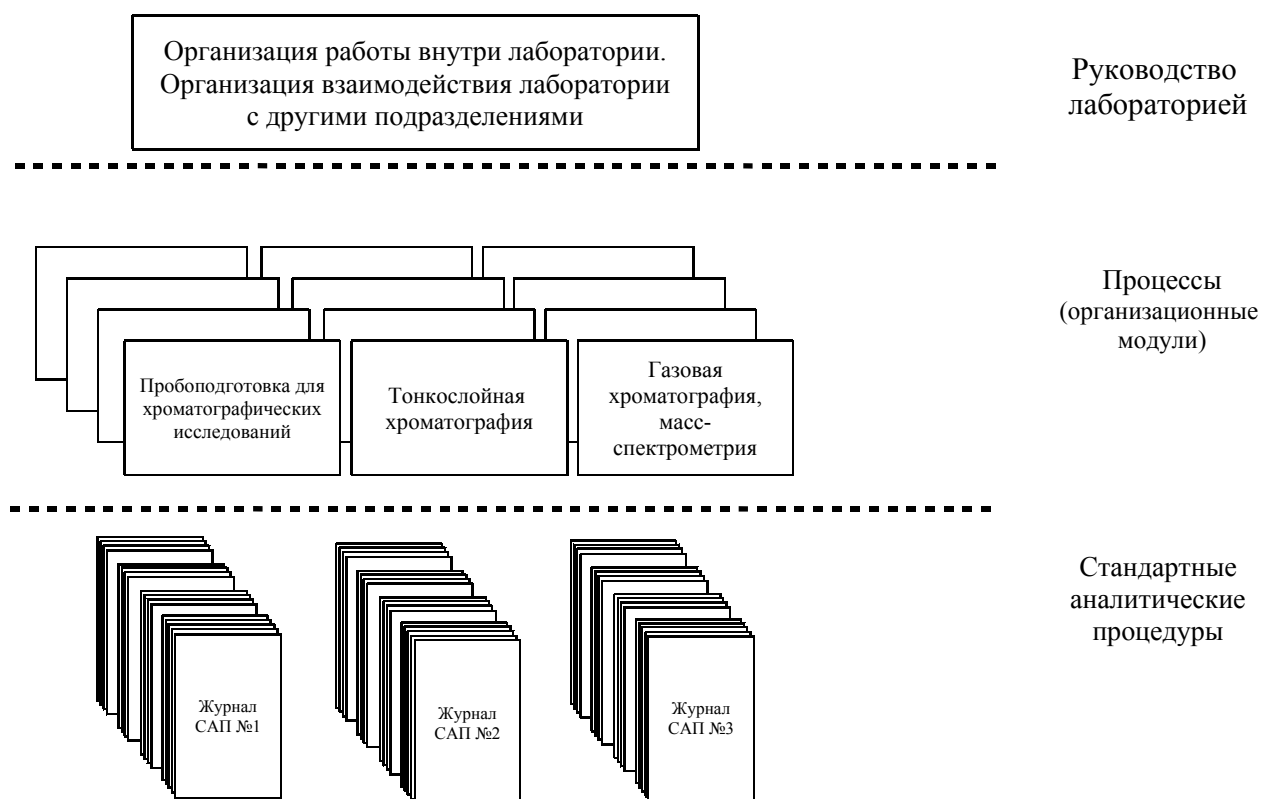 Организация работы внутри лаборатории.
Организация взаимодействия лаборатории
с другими подразделениями
Руководство
лабораторией
Процессы
(организационные
модули)
Пробоподготовка для
хроматографических
исследований
Тонкослойная
хроматография
Газовая
хроматография,
масс-
спектрометрия
Стандартные
аналитические
процедуры
Журнал
САП №1
Журнал
САП №2
Журнал
САП №3